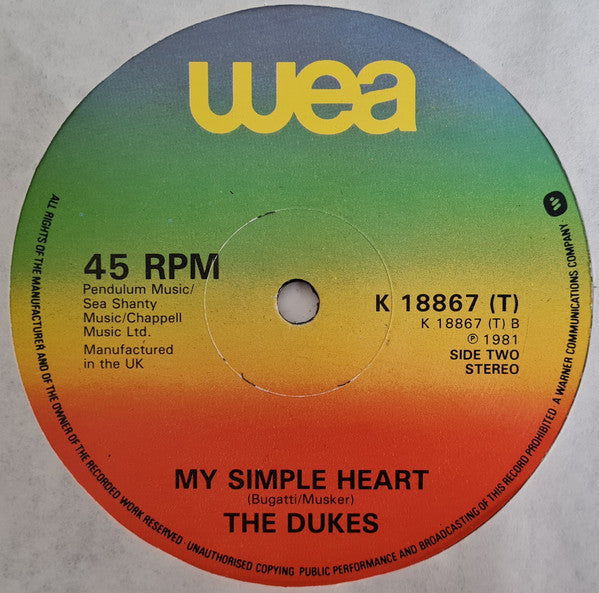 wea
45 RPM
Pendulum Music/
Sea Shanty
Music/Chappell
Music Ltd.
Manufactured
in the UK
K 18867 (T)
K 18867 (T) B
℗ 1981
SIDE TWO
STEREO
MY SIMPLE HEART
(Bugatti/Musker)
THE DUKES
ALL RIGHTS OF THE MANUFACTURER AND OF THE OWNER OF THE RECORDED WORK RESERVED UNAUTHORISED COPYING PUBLIC PERFORMANCE AND BROADCASTING OF THIS RECORD PROHIBITED A WARNER COMMUNICATIONS COMPANY